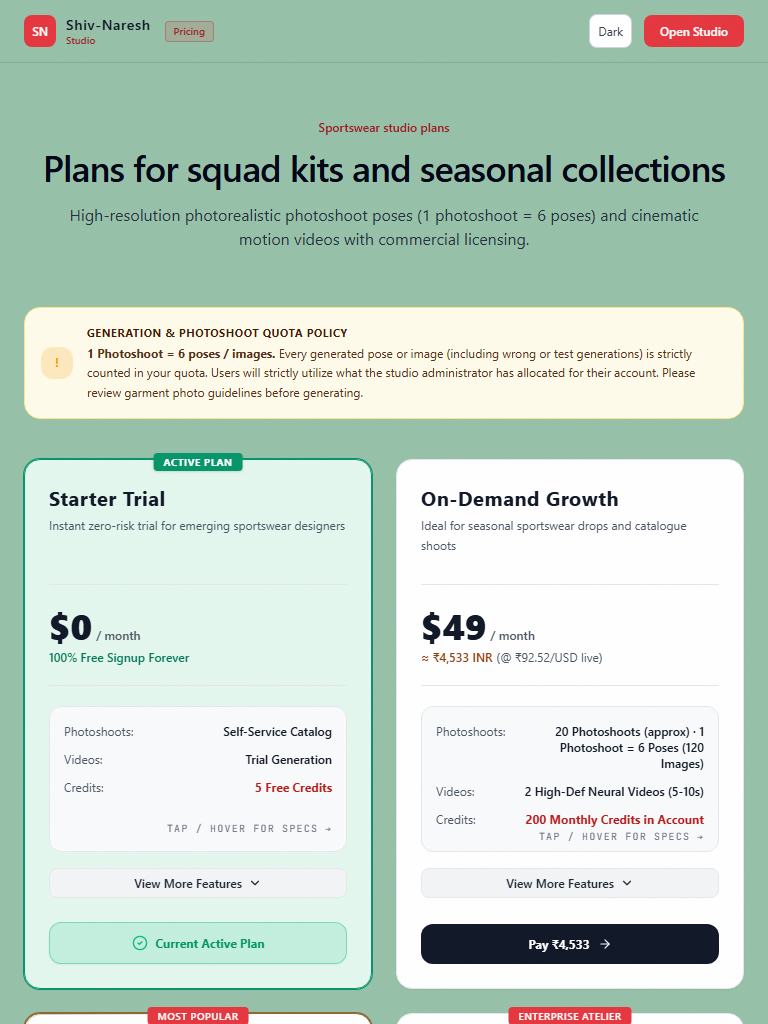 SN
Shiv-Naresh
Studio
Pricing
Dark
Open Studio
Sportswear studio plans
Plans for squad kits and seasonal collections
High-resolution photorealistic photoshoot poses (1 photoshoot = 6 poses) and cinematic
motion videos with commercial licensing.
!
GENERATION & PHOTOSHOOT QUOTA POLICY
1 Photoshoot = 6 poses / images. Every generated pose or image (including wrong or test generations) is strictly
counted in your quota. Users will strictly utilize what the studio administrator has allocated for their account. Please
review garment photo guidelines before generating.
ACTIVE PLAN
Starter Trial
Instant zero-risk trial for emerging sportswear designers
$0 / month
100% Free Signup Forever
Photoshoots: Self-Service Catalog
Videos: Trial Generation
Credits: 5 Free Credits
TAP / HOVER FOR SPECS →
View More Features
Current Active Plan
On-Demand Growth
Ideal for seasonal sportswear drops and catalogue
shoots
$49 / month
≈ ₹4,533 INR (@ ₹92.52/USD live)
Photoshoots: 20 Photoshoots (approx) · 1
Photoshoot = 6 Poses (120
Images)
Videos: 2 High-Def Neural Videos (5-10s)
Credits: 200 Monthly Credits in Account
TAP / HOVER FOR SPECS →
View More Features
Pay ₹4,533 →
MOST POPULAR
ENTERPRISE ATELIER